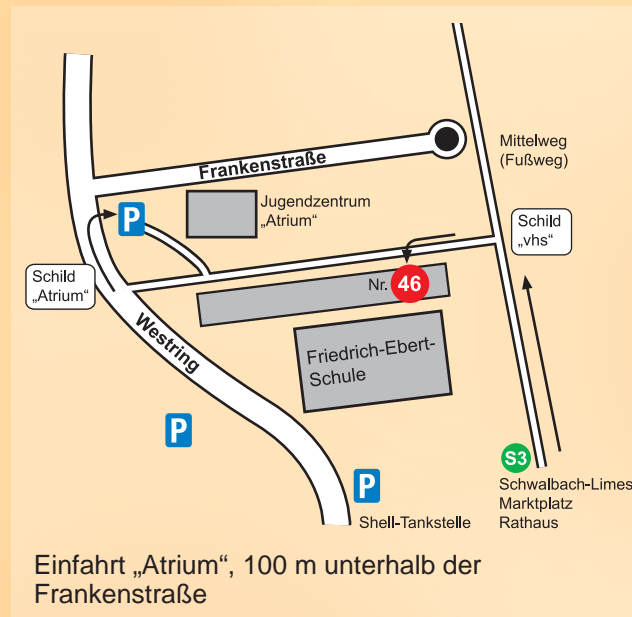 Frankenstraße
Mittelweg
(Fußweg)
P
Jugendzentrum
„Atrium“
Schild
„vhs“
Schild
„Atrium“
Nr. 46
Westring
Friedrich-Ebert-
Schule
P
P
S3
Schwalbach-Limes
Marktplatz
Rathaus
Shell-Tankstelle
Einfahrt „Atrium“, 100 m unterhalb der
Frankenstraße